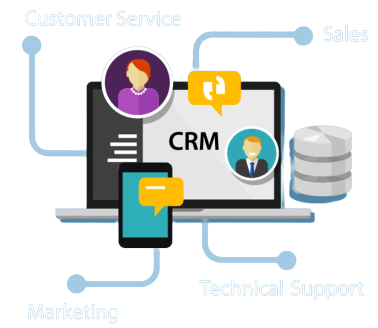 Customer Service
Sales
CRM
Technical Support
Marketing